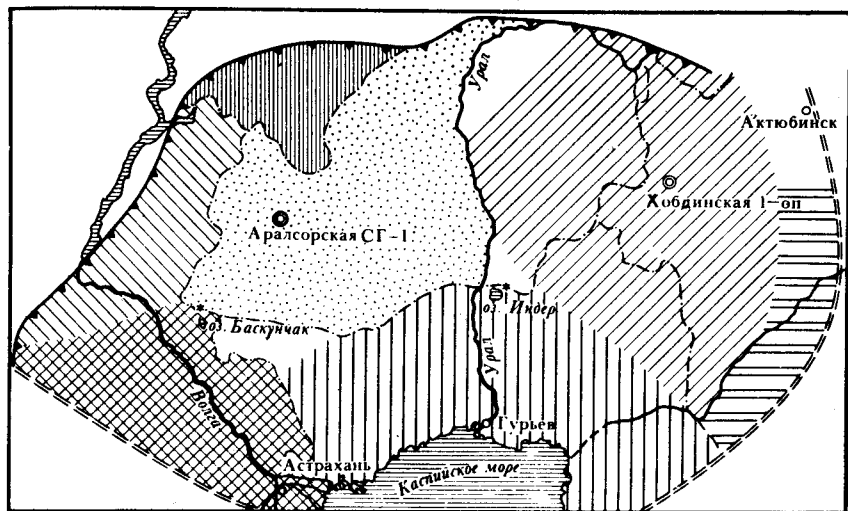 Урал
Актюбинск
Хобдинская 1-оп
Аралсорская СГ-1
оз. Индер
оз. Баскунчак
Урал
Волга
Гурьев
Астрахань
Каспийское море